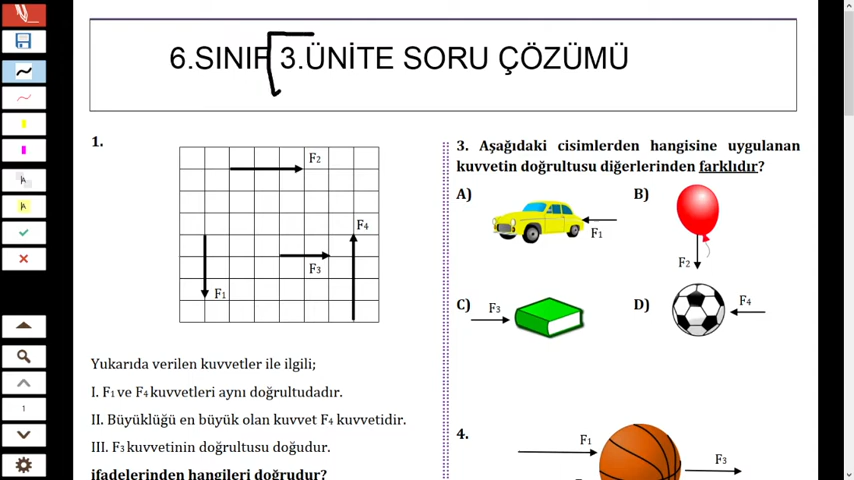 6.SINIF 3.ÜNİTE SORU ÇÖZÜMÜ
1.
F2
F4
F3
F1
Yukarıda verilen kuvvetler ile ilgili;
I. F1 ve F4 kuvvetleri aynı doğrultudadır.
II. Büyüklüğü en büyük olan kuvvet F4 kuvvetidir.
III. F3 kuvvetinin doğrultusu doğudur.
ifadelerinden hangileri doğrudur?
3. Aşağıdaki cisimlerden hangisine uygulanan
kuvvetin doğrultusu diğerlerinden farklıdır?
A)
F1
B)
F2
C)
F3
D)
F4
4.
F1
F3
1